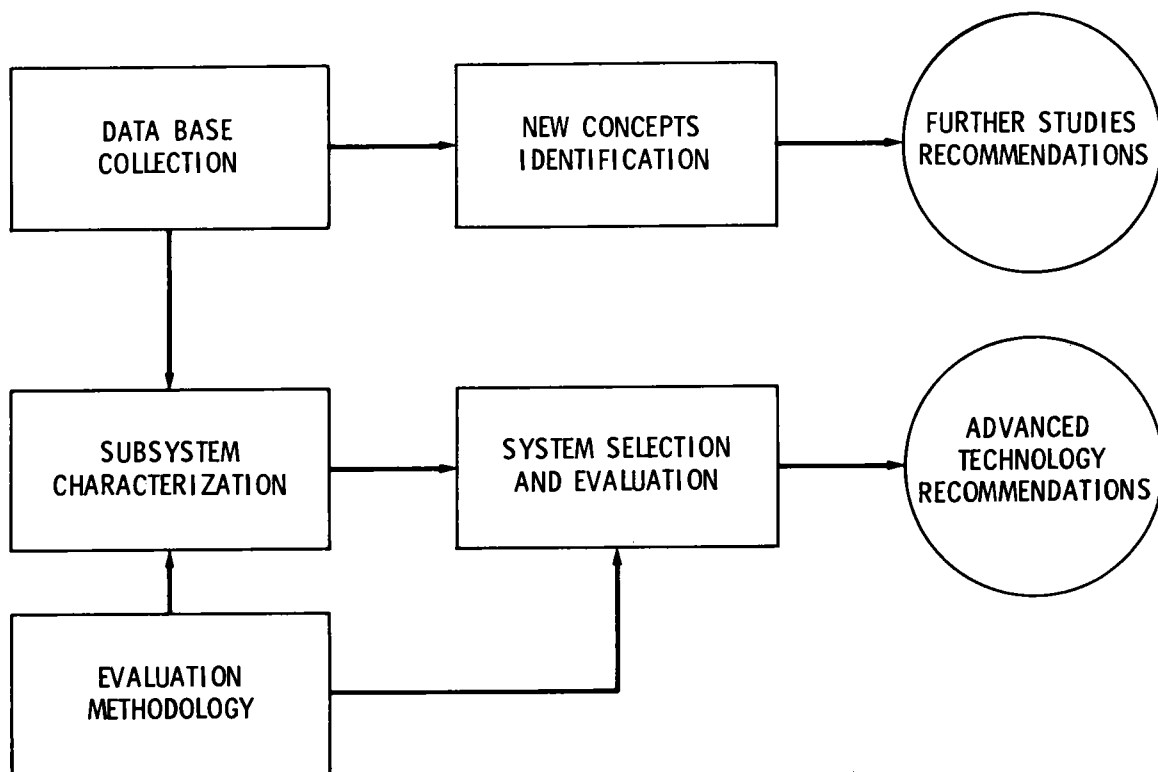 DATA BASE
COLLECTION
NEW CONCEPTS
IDENTIFICATION
FURTHER STUDIES
RECOMMENDATIONS
SUBSYSTEM
CHARACTERIZATION
SYSTEM SELECTION
AND EVALUATION
ADVANCED
TECHNOLOGY
RECOMMENDATIONS
EVALUATION
METHODOLOGY